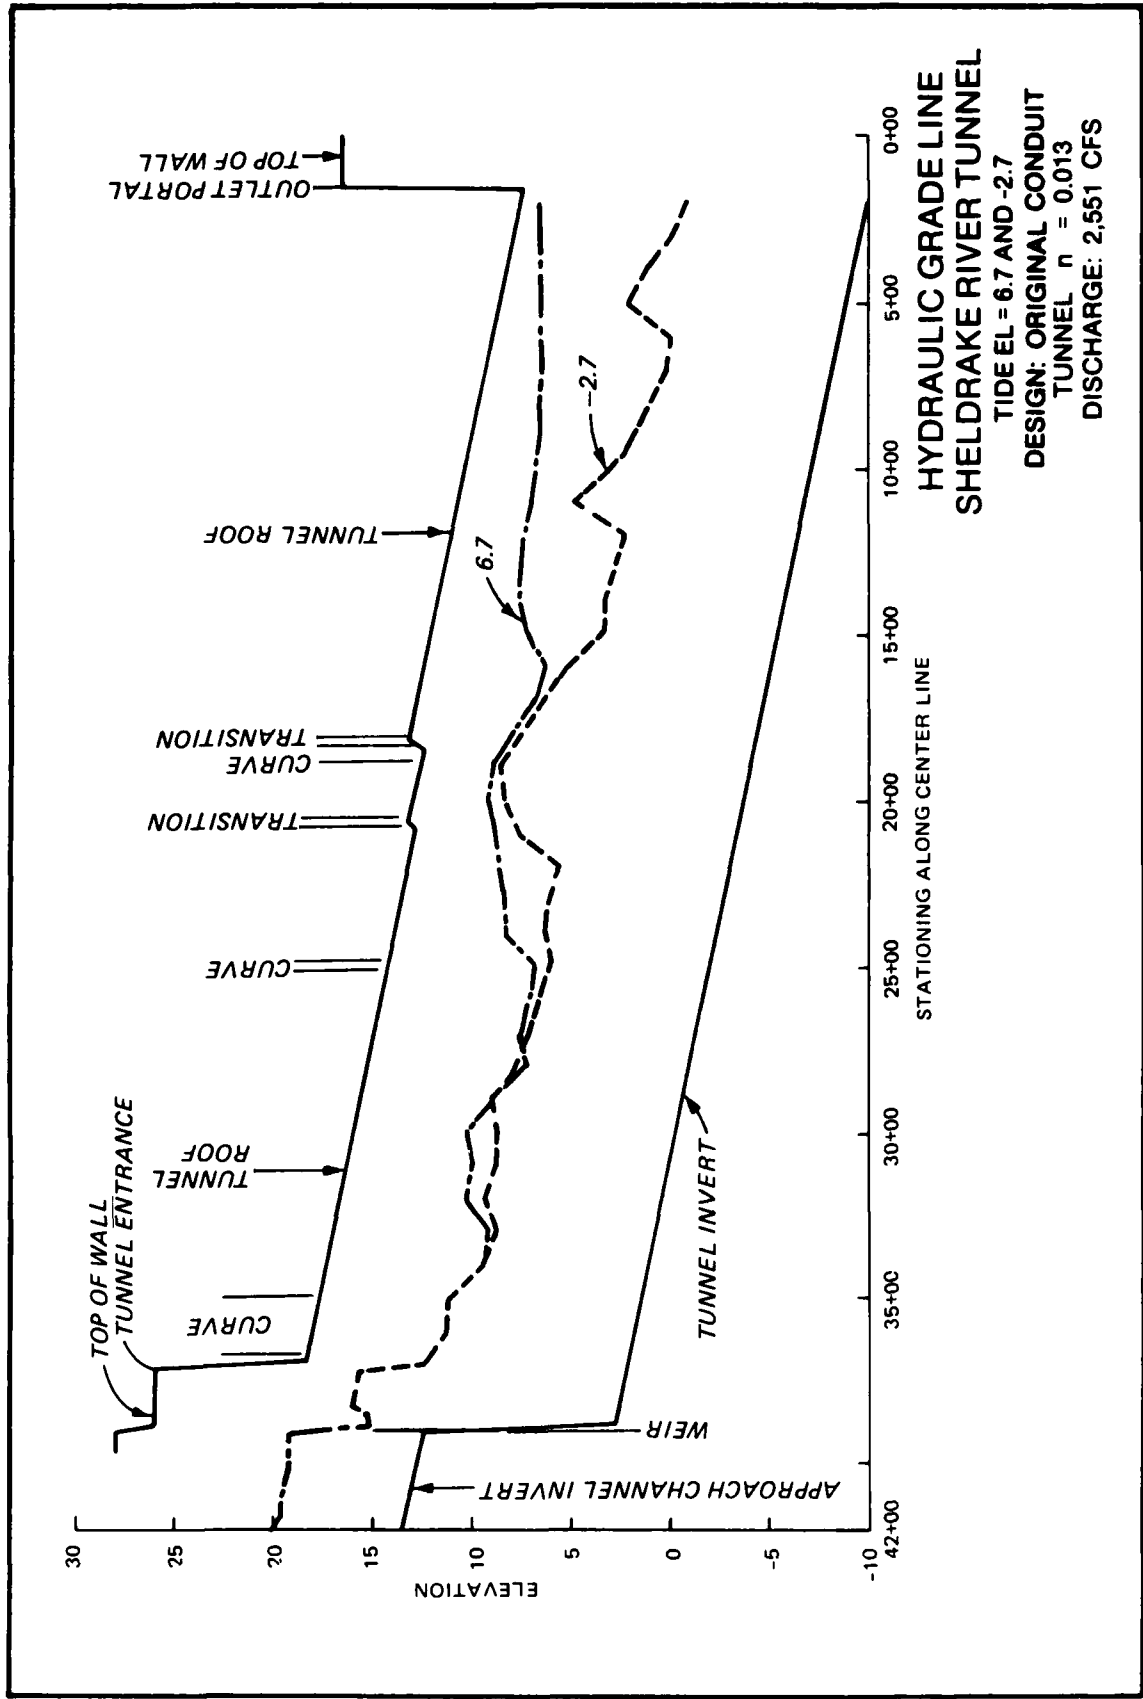 TOP OF WALL
TUNNEL ENTRANCE
CURVE
TUNNEL
ROOF
CURVE
TRANSITION
CURVE
TRANSITION
TUNNEL ROOF
OUTLET PORTAL
TOP OF WALL
6.7
-2.7
APPROACH CHANNEL INVERT
WEIR
TUNNEL INVERT
ELEVATION
30
25
20
15
10
5
0
-5
-10
42+00
35+00
30+00
25+00
20+00
15+00
10+00
5+00
0+00
STATIONING ALONG CENTER LINE
HYDRAULIC GRADE LINE
SHELDRAKE RIVER TUNNEL
TIDE EL = 6.7 AND -2.7
DESIGN: ORIGINAL CONDUIT
TUNNEL n = 0.013
DISCHARGE: 2,551 CFS